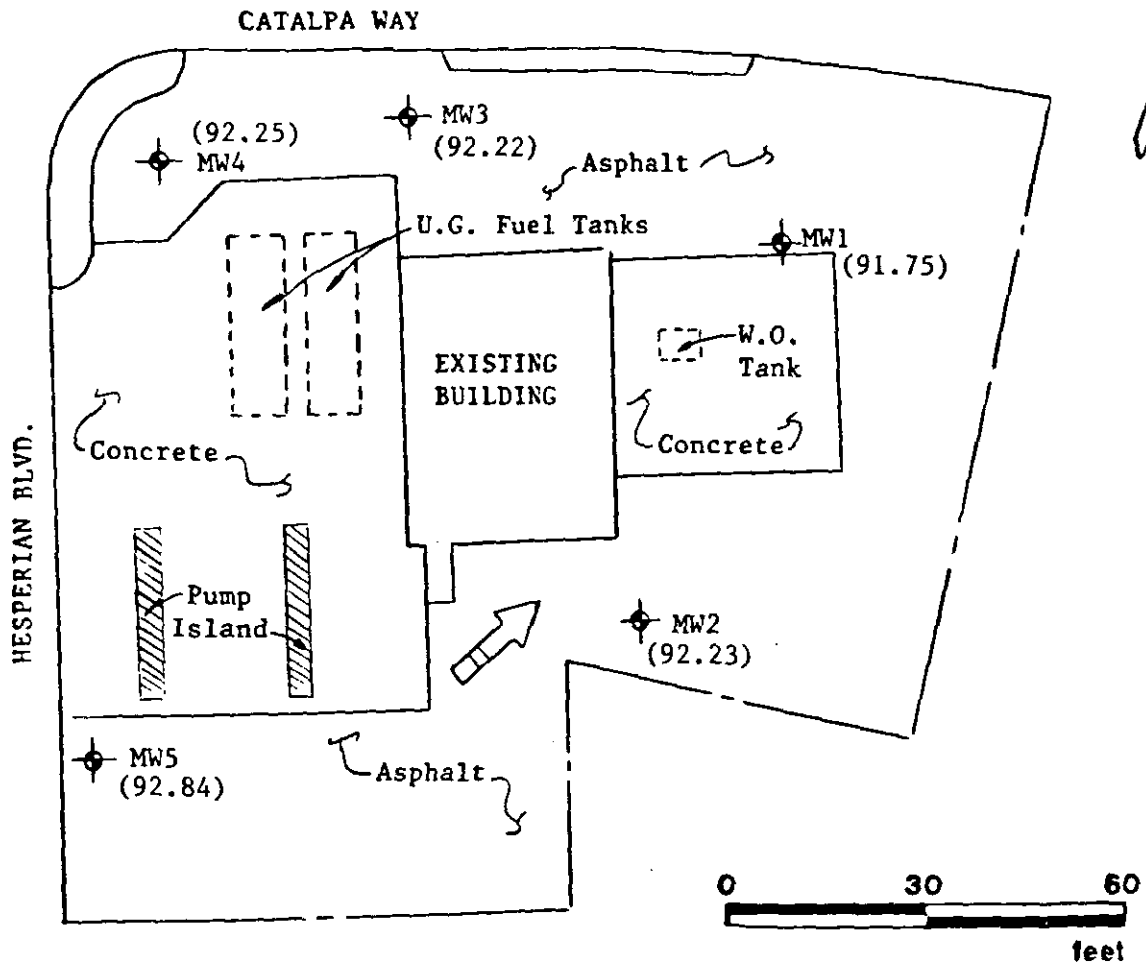 CATALPA WAY
MW3
(92.22)
(92.25)
MW4
Asphalt
U.G. Fuel Tanks
MW1
(91.75)
W.O.
Tank
EXISTING
BUILDING
Concrete
Concrete
HESPERIAN BLVD.
Pump
Island
MW2
(92.23)
MW5
(92.84)
Asphalt
0 30 60
feet